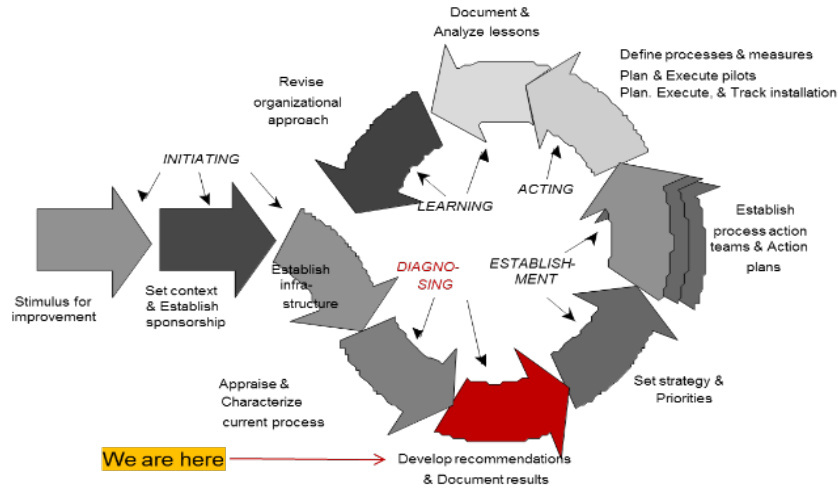 Document &
Analyze lessons
Define processes & measures
Plan & Execute pilots
Plan. Execute, & Track installation
Revise
organizational
approach
INITIATING
LEARNING
ACTING
Establish
process action
teams & Action
plans
Establish
infra-
structure
DIAGNO-
SING
ESTABLISH-
MENT
Stimulus for
improvement
Set context
& Establish
sponsorship
Appraise &
Characterize
current process
Set strategy &
Priorities
We are here
Develop recommendations
& Document results